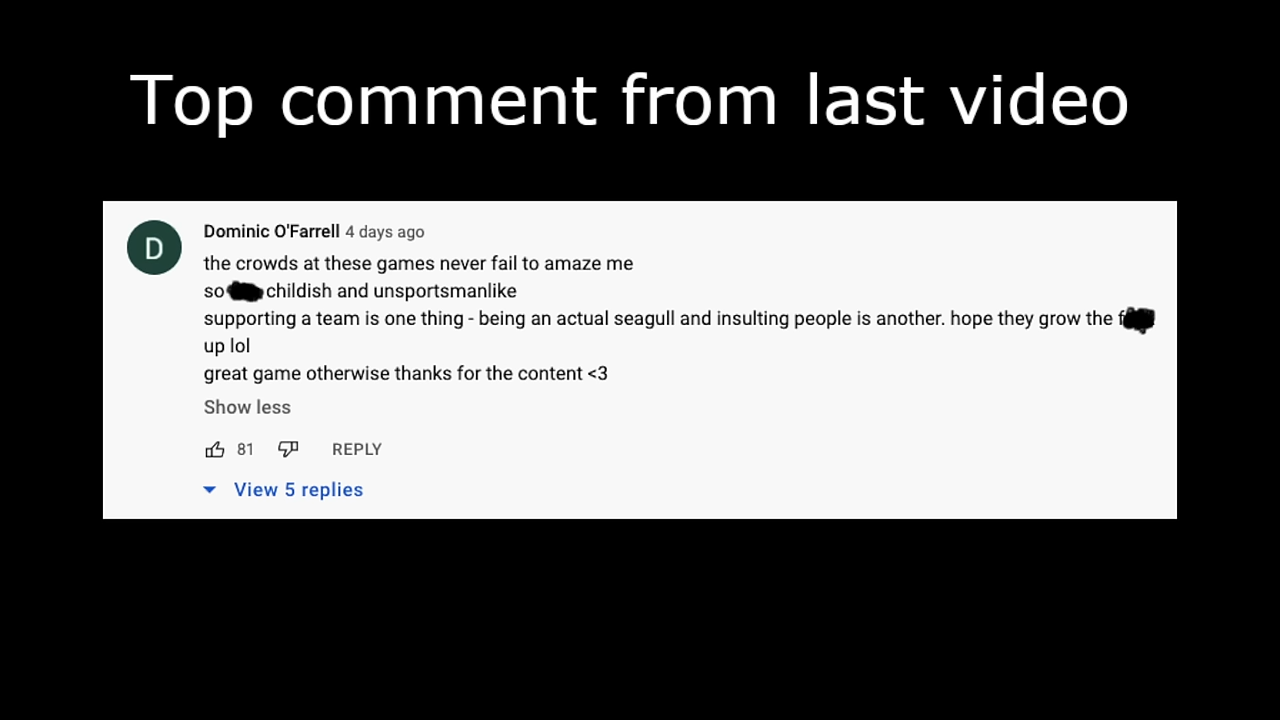 Top comment from last video
D
Dominic O'Farrell 4 days ago
the crowds at these games never fail to amaze me
so childish and unsportsmanlike
supporting a team is one thing - being an actual seagull and insulting people is another. hope they grow the f
up lol
great game otherwise thanks for the content <3
Show less
81 REPLY
View 5 replies